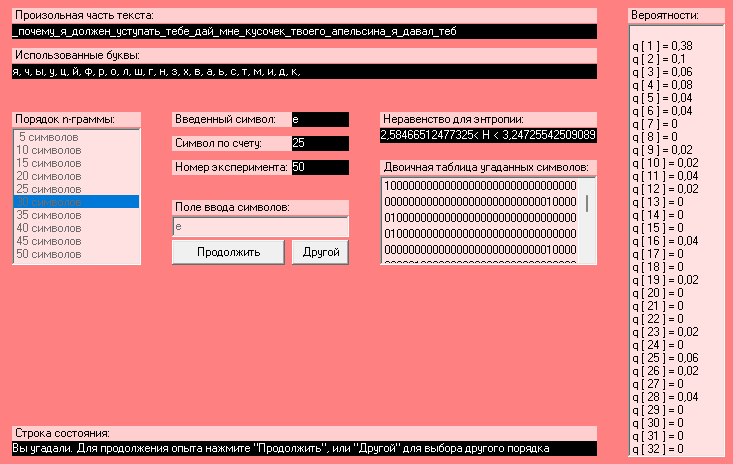 Произольная часть текста:
_почему_я_должен_уступать_тебе_дай_мне_кусочек_твоего_апельсина_я_давал_теб
Использованные буквы:
я, ч, ы, у, ц, й, ф, р, о, л, ш, г, н, э, х, в, а, ь, с, т, м, и, д, к,
Порядок n-граммы:
5 символов
10 символов
15 символов
20 символов
25 символов
30 символов
35 символов
40 символов
45 символов
50 символов
Введенный символ: е
Символ по счету: 25
Номер эксперимента: 50
Поле ввода символов:
е
Продолжить Другой
Неравенство для энтропии:
2,58466512477325< H < 3,24725542509089
Двоичная таблица угаданных символов:
10000000000000000000000000000000
00000000000000000000000000010000
01000000000000000000000000000000
01000000000000000000000000000000
00000000000000000000000000010000
Вероятности:
q [ 1 ] = 0,38
q [ 2 ] = 0,1
q [ 3 ] = 0,06
q [ 4 ] = 0,08
q [ 5 ] = 0,04
q [ 6 ] = 0,04
q [ 7 ] = 0
q [ 8 ] = 0
q [ 9 ] = 0,02
q [ 10 ] = 0,02
q [ 11 ] = 0,04
q [ 12 ] = 0,02
q [ 13 ] = 0
q [ 14 ] = 0
q [ 15 ] = 0
q [ 16 ] = 0,04
q [ 17 ] = 0
q [ 18 ] = 0
q [ 19 ] = 0,02
q [ 20 ] = 0
q [ 21 ] = 0
q [ 22 ] = 0
q [ 23 ] = 0,02
q [ 24 ] = 0
q [ 25 ] = 0,06
q [ 26 ] = 0,02
q [ 27 ] = 0
q [ 28 ] = 0,04
q [ 29 ] = 0
q [ 30 ] = 0
q [ 31 ] = 0
q [ 32 ] = 0
Строка состояния:
Вы угадали. Для продолжения опыта нажмите "Продолжить", или "Другой" для выбора другого порядка